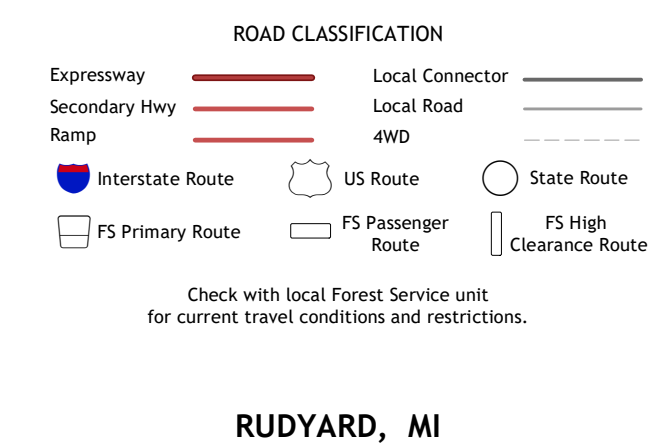 ROAD CLASSIFICATION
Expressway
Local Connector
Secondary Hwy
Local Road
Ramp
4WD
Interstate Route
US Route
State Route
FS Primary Route
FS Passenger
Route
FS High
Clearance Route
Check with local Forest Service unit
for current travel conditions and restrictions.
RUDYARD, MI